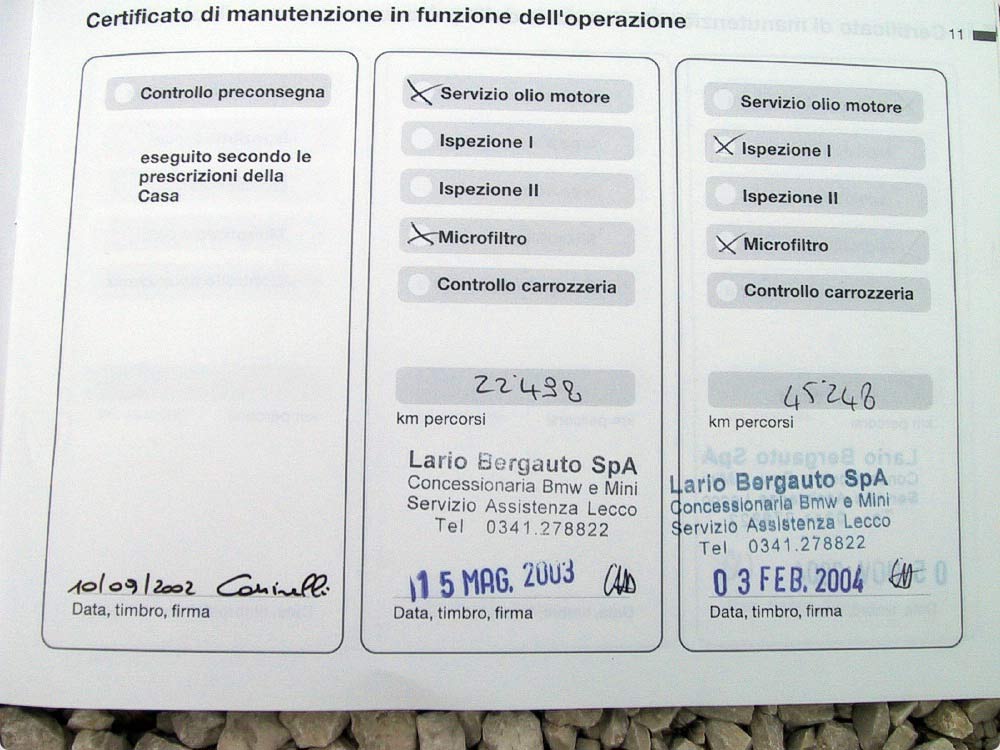 Certificato di manutenzione in funzione dell'operazione
11
Controllo preconsegna
eseguito secondo le
prescrizioni della
Casa
10/09/2002
Data, timbro, firma
Servizio olio motore
Ispezione I
Ispezione II
Microfiltro
Controllo carrozzeria
22'498
km percorsi
Lario Bergauto SpA
Concessionaria Bmw e Mini
Servizio Assistenza Lecco
Tel 0341.278822
15 MAG. 2003
Data, timbro, firma
Servizio olio motore
Ispezione I
Ispezione II
Microfiltro
Controllo carrozzeria
45'248
km percorsi
Lario Bergauto SpA
Concessionaria Bmw e Mini
Servizio Assistenza Lecco
Tel 0341.278822
03 FEB. 2004
Data, timbro, firma